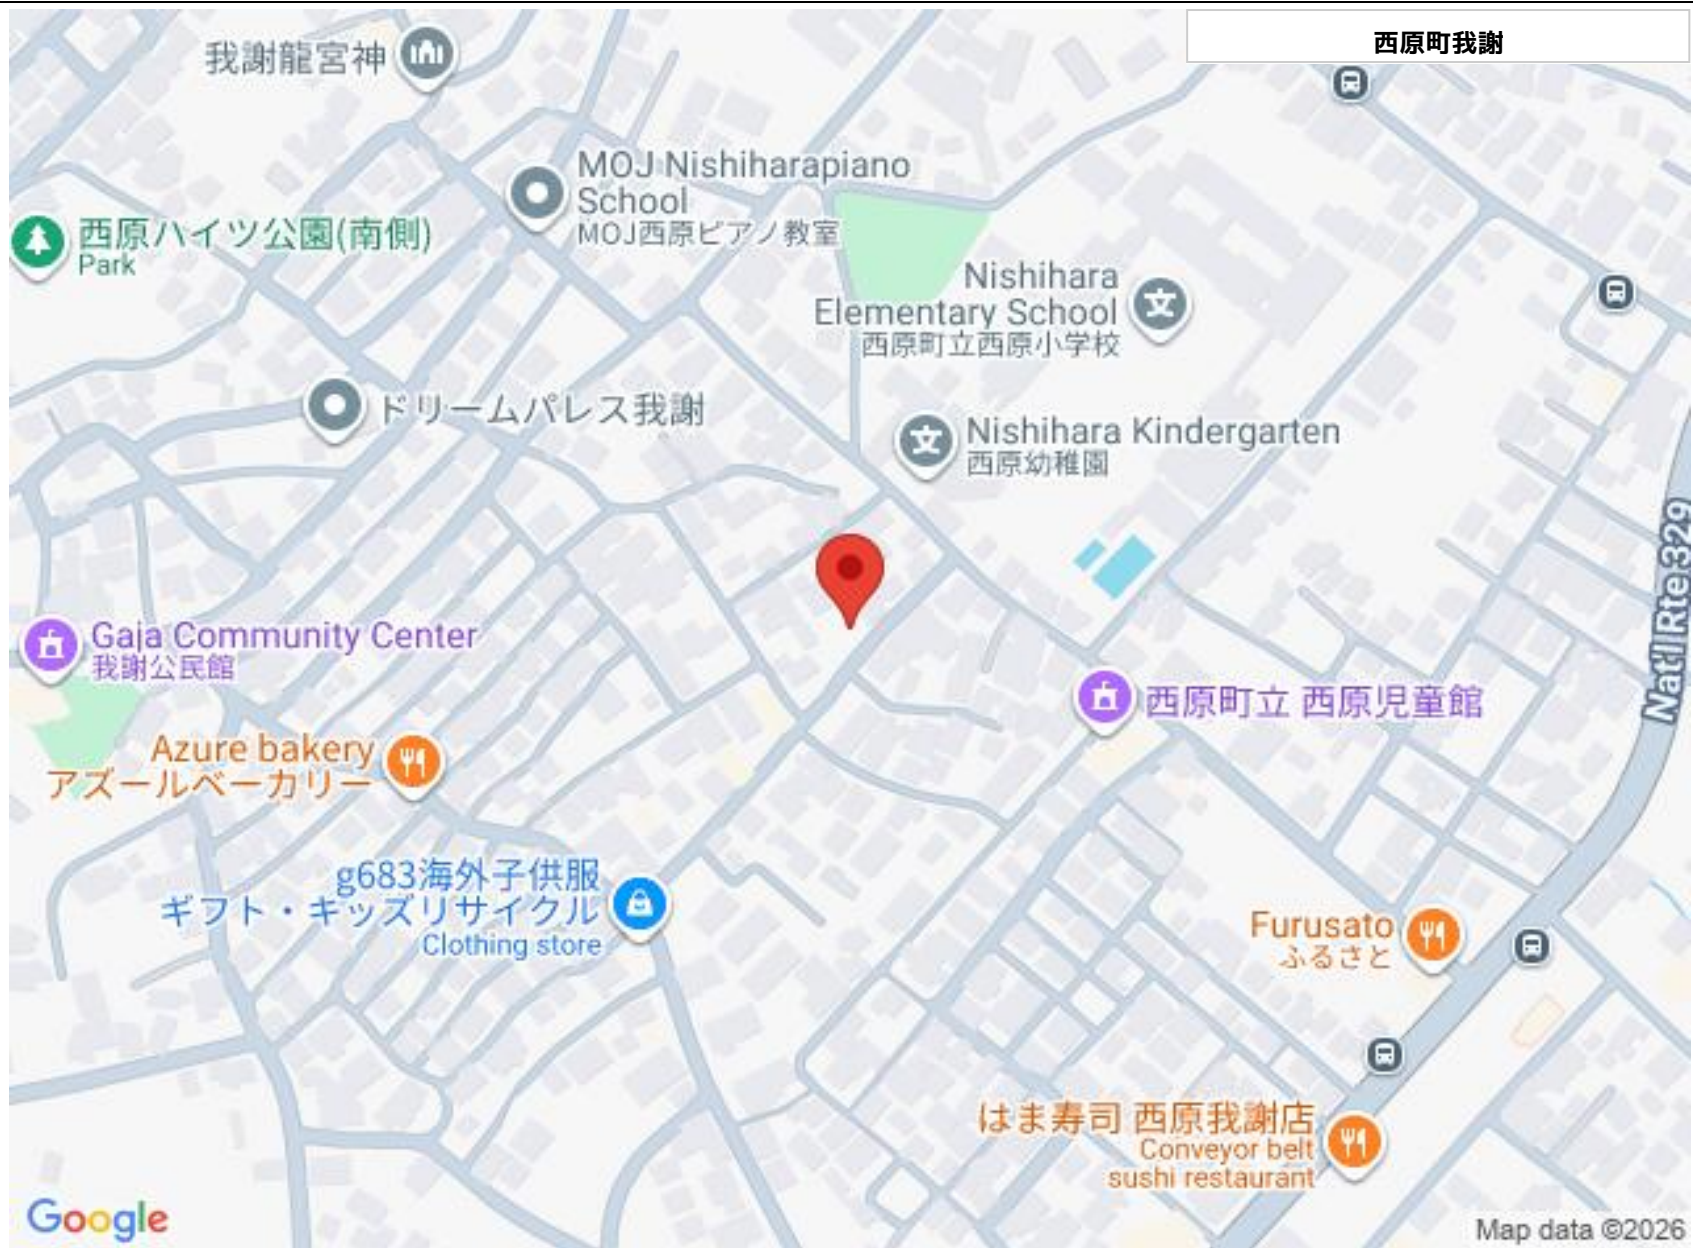 西原町我謝
我謝龍宮神
MOJ Nishiharapiano
School
MOJ西原ピアノ教室
西原ハイツ公園(南側)
Park
Nishihara
Elementary School
西原町立西原小学校
ドリームパレス我謝
Nishihara Kindergarten
西原幼稚園
Nat'l Rte 329
Gaja Community Center
我謝公民館
西原町立 西原児童館
Azure bakery
アズールベーカリー
g683海外子供服
ギフト・キッズリサイクル
Clothing store
Furusato
ふるさと
はま寿司 西原我謝店
Conveyor belt
sushi restaurant
Google
Map data ©2026